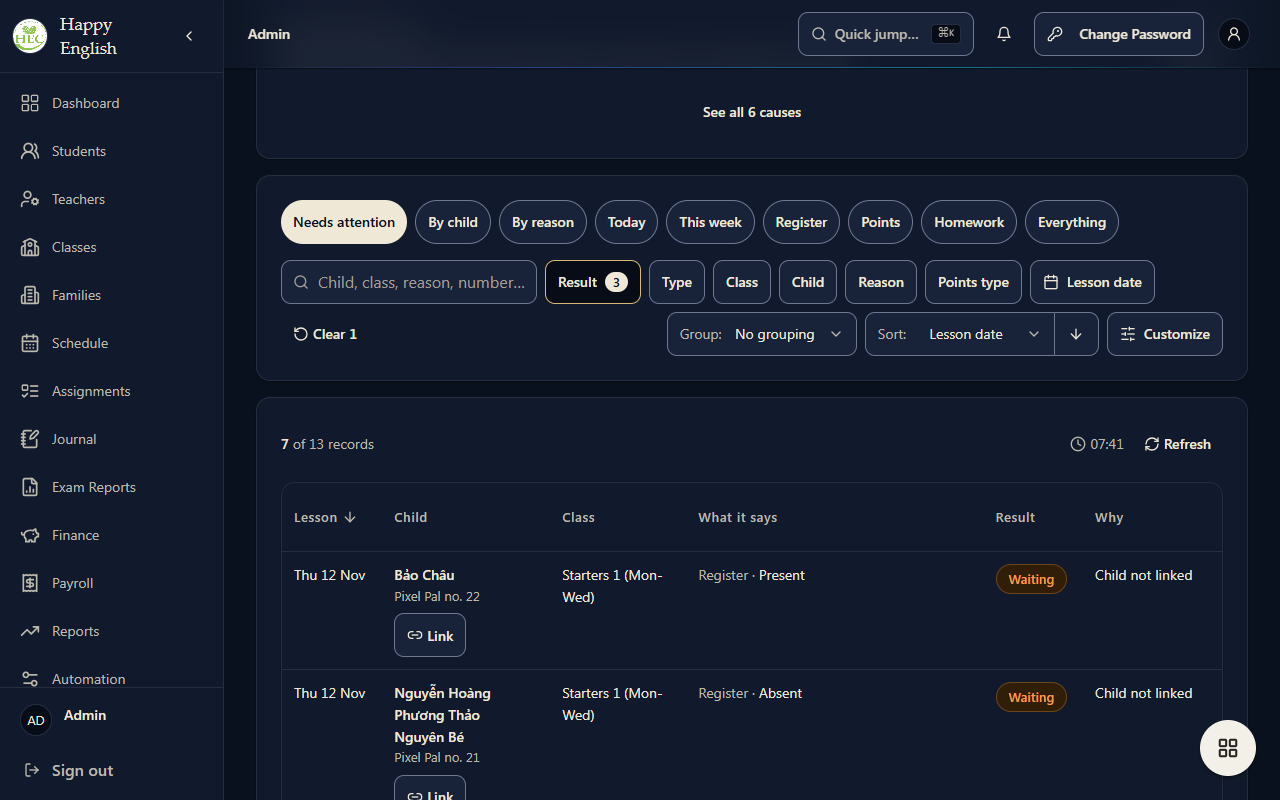 HEC
Happy
English
Admin
Quick jump...
⌘K
Change Password
Dashboard
Students
Teachers
Classes
Families
Schedule
Assignments
Journal
Exam Reports
Finance
Payroll
Reports
Automation
AD
Admin
Sign out
See all 6 causes
Needs attention
By child
By reason
Today
This week
Register
Points
Homework
Everything
Child, class, reason, number...
Result 3
Type
Class
Child
Reason
Points type
Lesson date
Clear 1
Group: No grouping
Sort: Lesson date
Customize
7 of 13 records
07:41
Refresh
Lesson
Child
Class
What it says
Result
Why
Thu 12 Nov
Bảo Châu
Pixel Pal no. 22
Link
Starters 1 (Mon-
Wed)
Register · Present
Waiting
Child not linked
Thu 12 Nov
Nguyễn Hoàng
Phương Thảo
Nguyên Bé
Pixel Pal no. 21
Link
Starters 1 (Mon-
Wed)
Register · Absent
Waiting
Child not linked